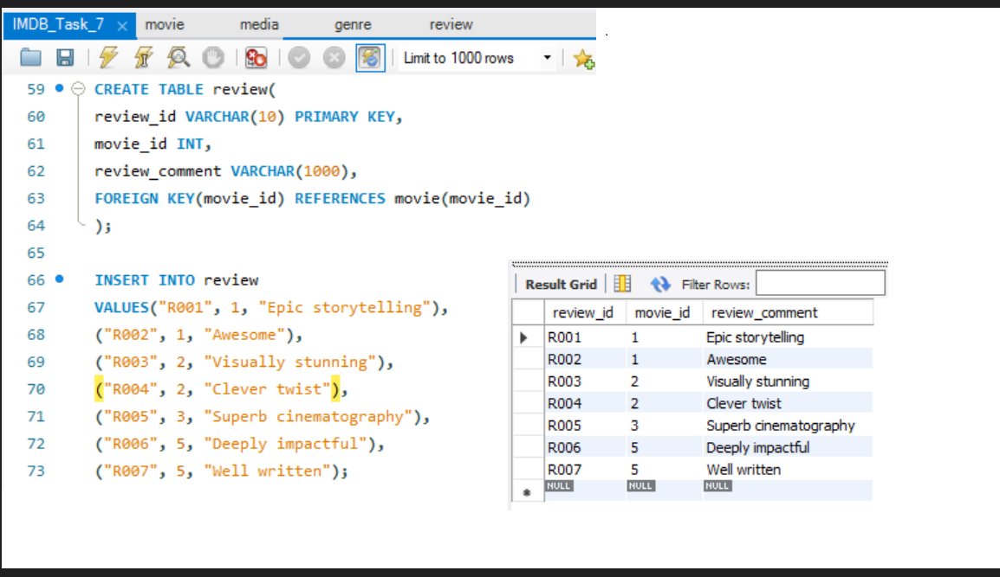 IMDB_Task_7 × movie media genre review
Limit to 1000 rows
59 CREATE TABLE review(
60 review_id VARCHAR(10) PRIMARY KEY,
61 movie_id INT,
62 review_comment VARCHAR(1000),
63 FOREIGN KEY(movie_id) REFERENCES movie(movie_id)
64 );
65
66 INSERT INTO review
67 VALUES("R001", 1, "Epic storytelling"),
68 ("R002", 1, "Awesome"),
69 ("R003", 2, "Visually stunning"),
70 ("R004", 2, "Clever twist"),
71 ("R005", 3, "Superb cinematography"),
72 ("R006", 5, "Deeply impactful"),
73 ("R007", 5, "Well written");
Result Grid Filter Rows:
review_id movie_id review_comment
R001 1 Epic storytelling
R002 1 Awesome
R003 2 Visually stunning
R004 2 Clever twist
R005 3 Superb cinematography
R006 5 Deeply impactful
R007 5 Well written
NULL NULL NULL